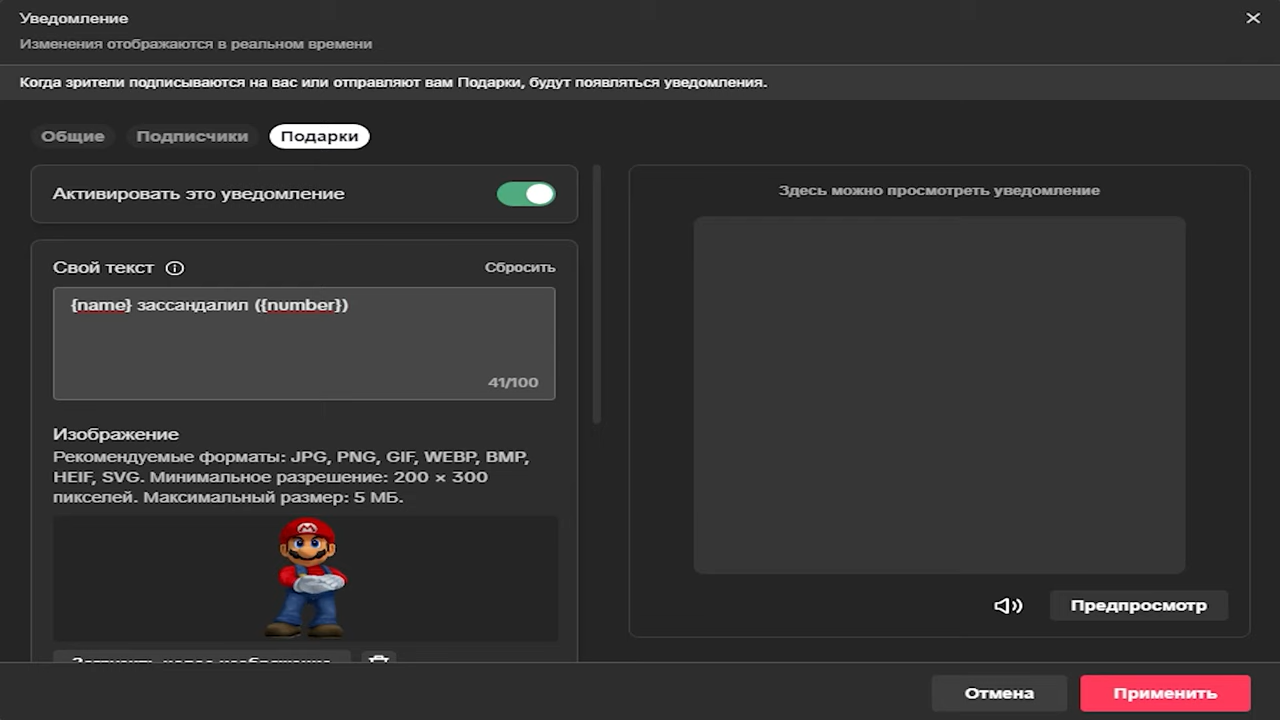 Уведомление
Изменения отображаются в реальном времени
Когда зрители подписываются на вас или отправляют вам Подарки, будут появляться уведомления.
Общие Подписчики Подарки
Активировать это уведомление
Свой текст Сбросить
{name} зассандалил ({number})
41/100
Изображение
Рекомендуемые форматы: JPG, PNG, GIF, WEBP, BMP,
HEIF, SVG. Минимальное разрешение: 200 × 300
пикселей. Максимальный размер: 5 МБ.
Здесь можно просмотреть уведомление
Предпросмотр
Отмена Применить